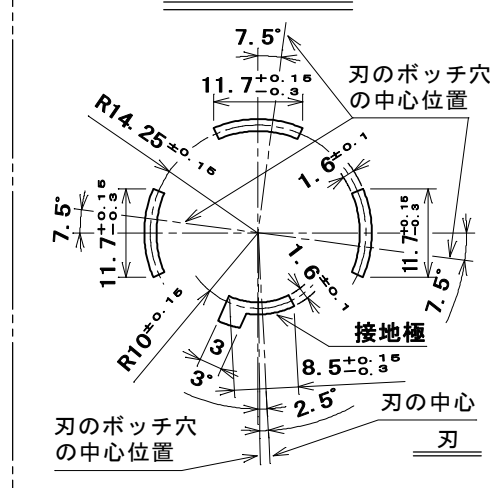 7.5°
11.7+0.15 -0.3
刃のボッチ穴
の中心位置
R14.25±0.15
1.6±0.1
7.5°
11.7+0.15 -0.3
11.7+0.15 -0.3
7.5°
1.6±0.1
R10±0.15
接地極
3
3°
8.5+0.15 -0.3
2.5°
刃のボッチ穴
の中心位置
刃の中心
刃